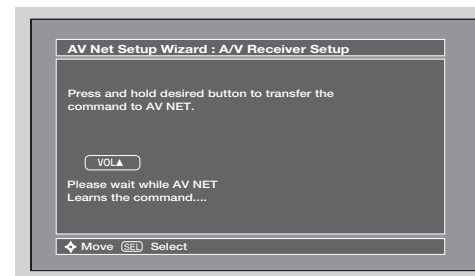 AV Net Setup Wizard : A/V Receiver Setup
Press and hold desired button to transfer the
command to AV NET.
VOL▲
Please wait while AV NET
Learns the command....
Move SEL Select